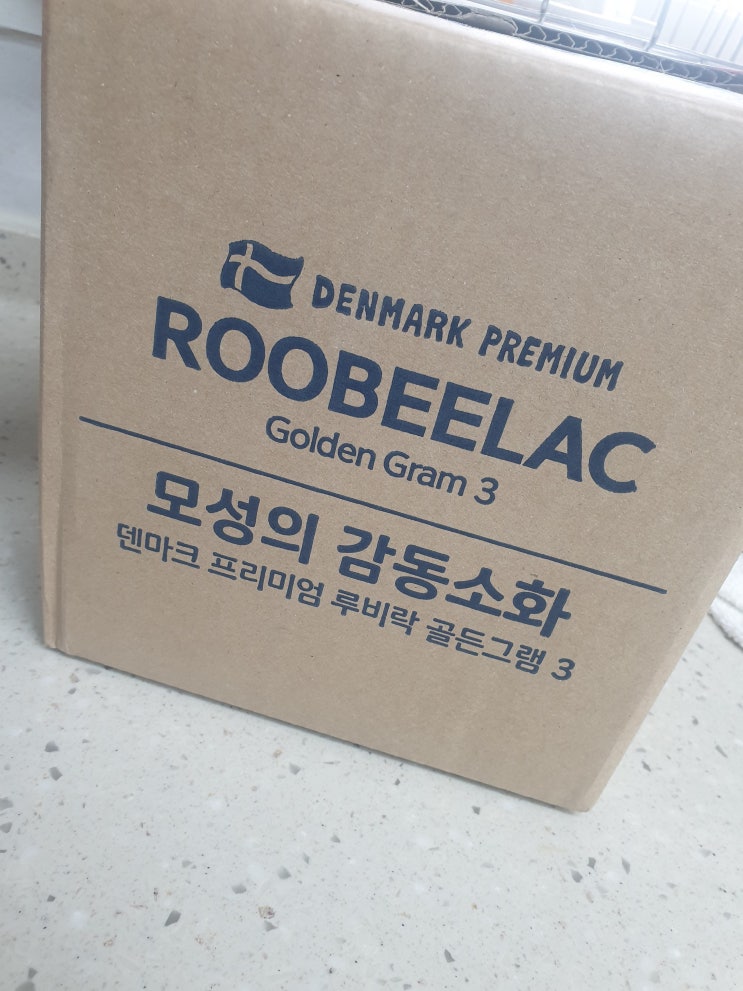 DENMARK PREMIUM
ROOBEELAC
Golden Gram 3
모성의 감동소화
덴마크 프리미엄 루비락 골든그램 3